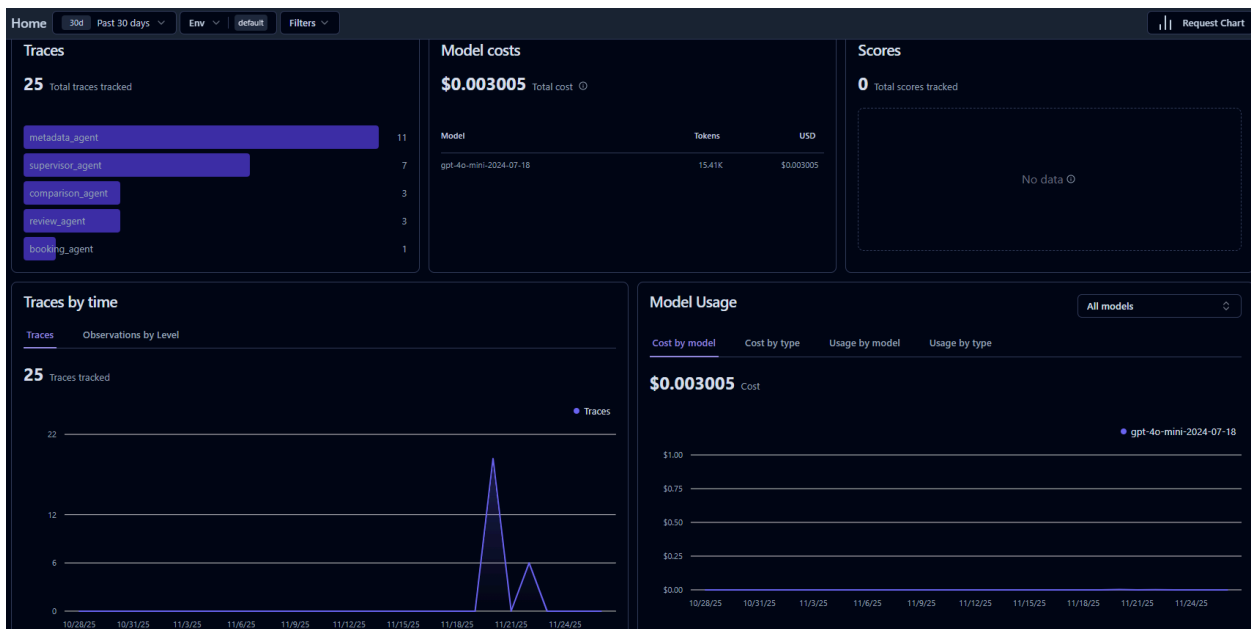 Home 30d Past 30 days Env default Filters Request Chart
Traces
25 Total traces tracked
metadata_agent 11
supervisor_agent 7
comparison_agent 3
review_agent 3
booking_agent 1
Model costs
$0.003005 Total cost
Model Tokens USD
gpt-4o-mini-2024-07-18 15.41K $0.003005
Scores
0 Total scores tracked
No data
Traces by time
Traces Observations by Level
25 Traces tracked
Traces
22
12
6
0
10/28/25 10/31/25 11/3/25 11/6/25 11/9/25 11/12/25 11/15/25 11/18/25 11/21/25 11/24/25
Model Usage All models
Cost by model Cost by type Usage by model Usage by type
$0.003005 Cost
gpt-4o-mini-2024-07-18
$1.00
$0.75
$0.50
$0.25
$0.00
10/28/25 10/31/25 11/3/25 11/6/25 11/9/25 11/12/25 11/15/25 11/18/25 11/21/25 11/24/25